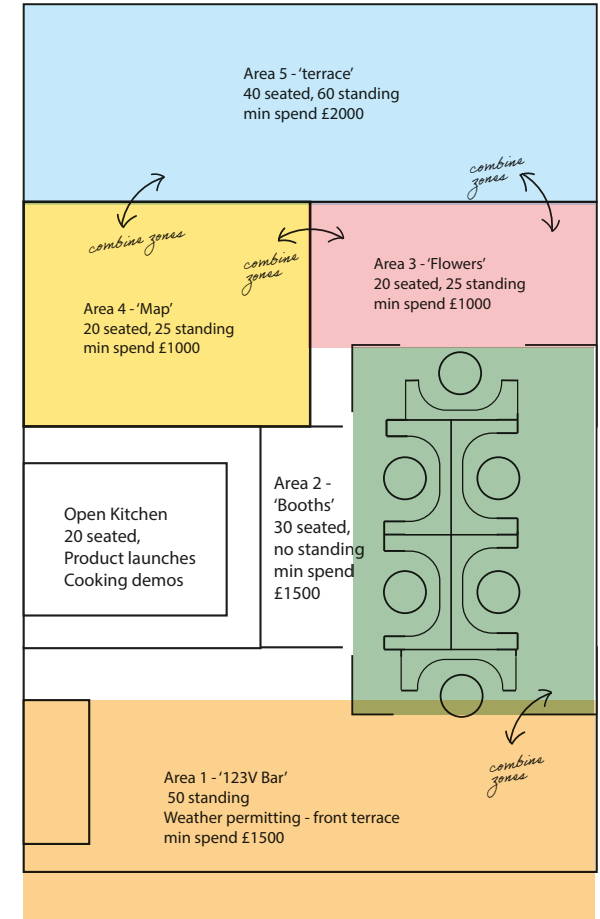 Area 5 - 'terrace'
40 seated, 60 standing
min spend £2000
combine
zones
combine zones
combine
zones
Area 3 - 'Flowers'
20 seated, 25 standing
min spend £1000
Area 4 - 'Map'
20 seated, 25 standing
min spend £1000
Open Kitchen
20 seated,
Product launches
Cooking demos
Area 2 -
'Booths'
30 seated,
no standing
min spend
£1500
combine
zones
Area 1 - '123V Bar'
50 standing
Weather permitting - front terrace
min spend £1500